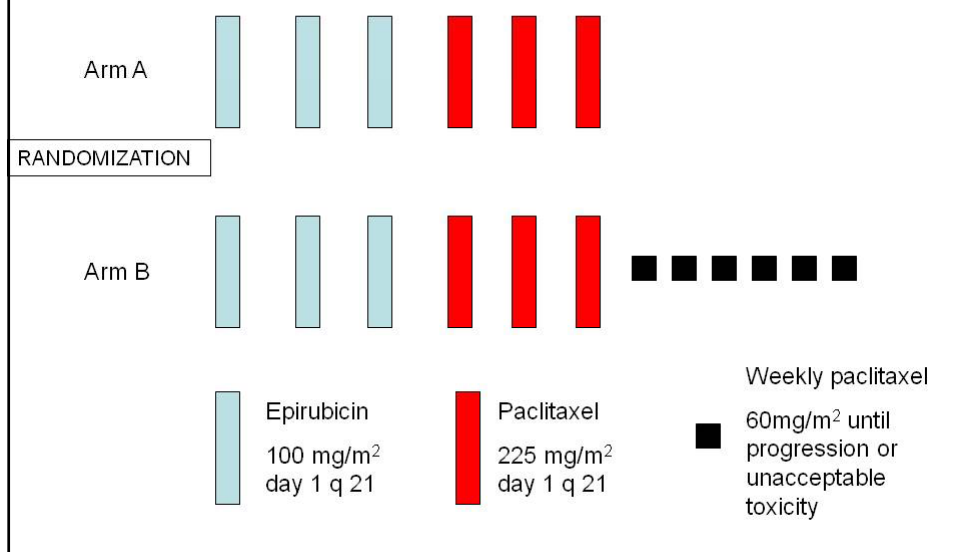 Arm A
RANDOMIZATION
Arm B
Epirubicin
100 mg/m²
day 1 q 21
Paclitaxel
225 mg/m²
day 1 q 21
Weekly paclitaxel
60mg/m² until
progression or
unacceptable
toxicity